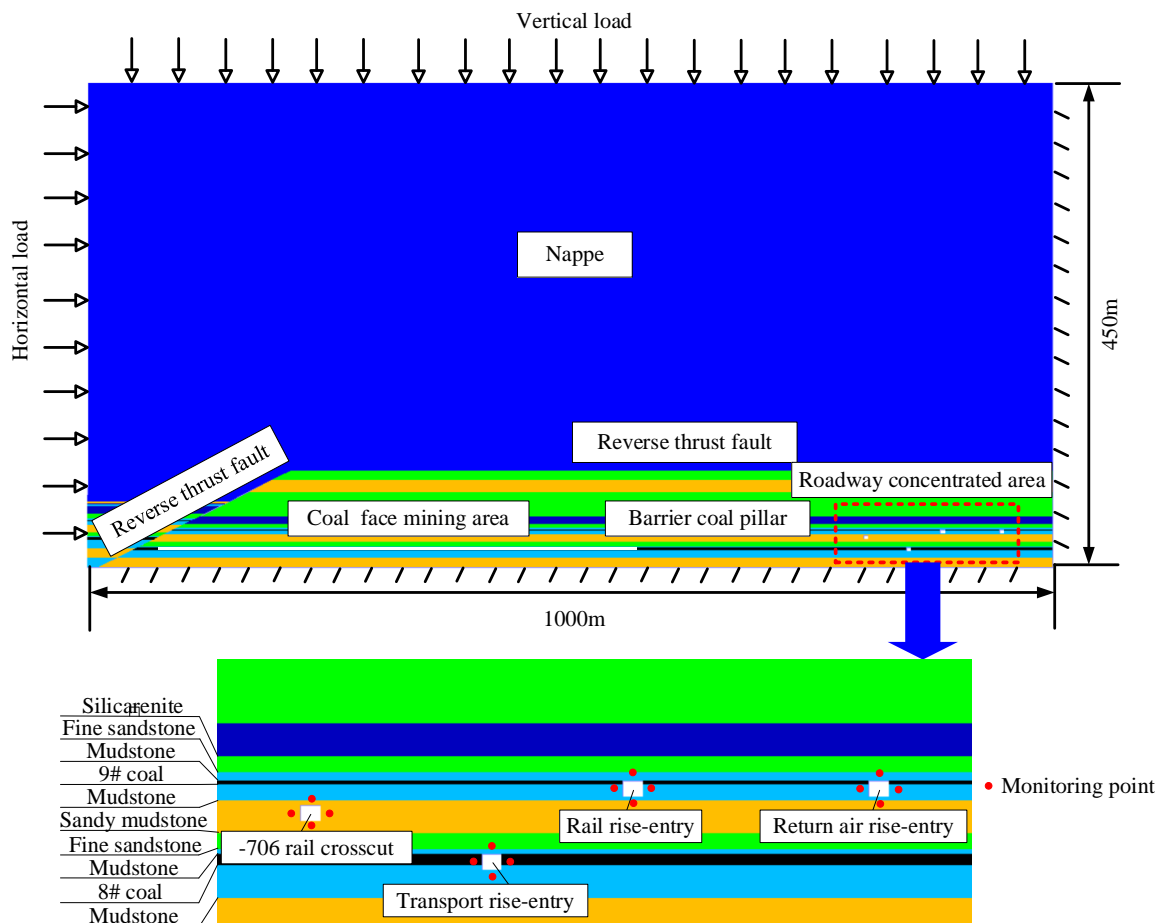 Vertical load
Horizontal load
Nappe
450m
Reverse thrust fault
Reverse thrust fault
Roadway concentrated area
Coal face mining area
Barrier coal pillar
1000m
Silicarenite
Fine sandstone
Mudstone
9# coal
Mudstone
Sandy mudstone
Fine sandstone
Mudstone
8# coal
Mudstone
Monitoring point
Rail rise-entry
Return air rise-entry
-706 rail crosscut
Transport rise-entry